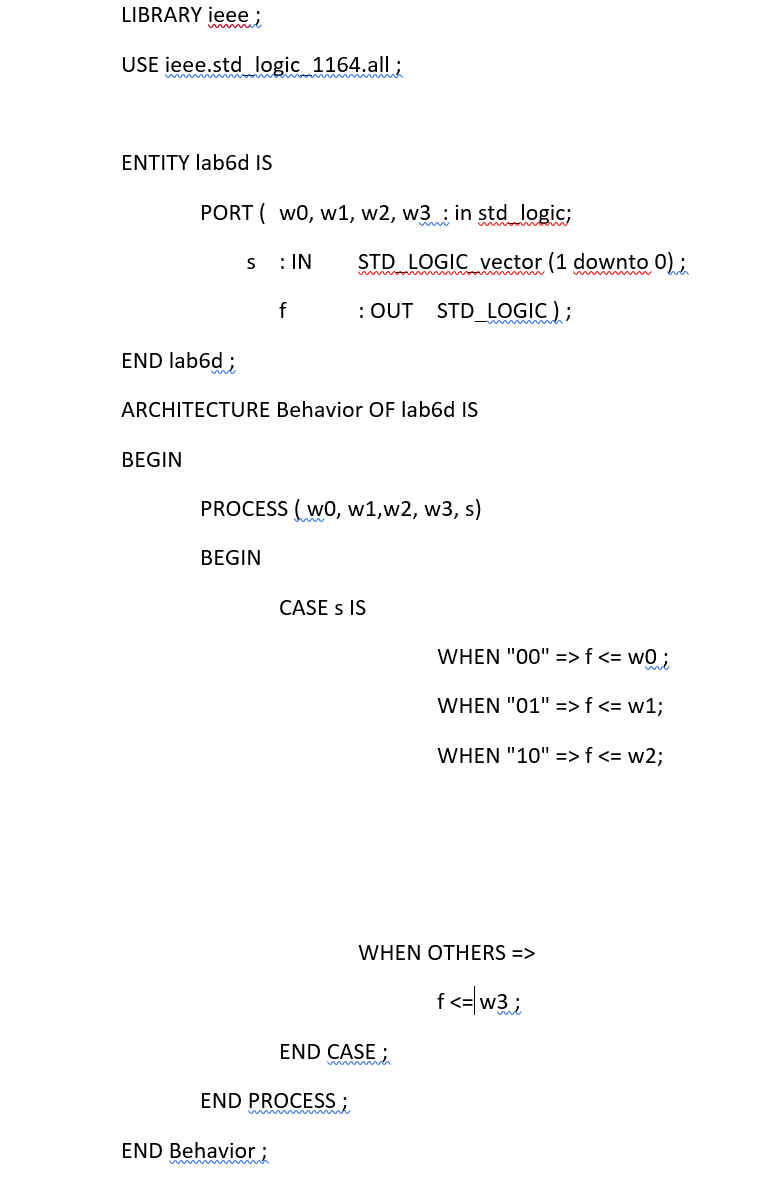 LIBRARY ieee ;
USE ieee.std_logic_1164.all ;
ENTITY lab6d IS
PORT ( w0, w1, w2, w3 : in std_logic;
s : IN STD_LOGIC_vector (1 downto 0) ;
f : OUT STD_LOGIC ) ;
END lab6d ;
ARCHITECTURE Behavior OF lab6d IS
BEGIN
PROCESS ( w0, w1,w2, w3, s)
BEGIN
CASE s IS
WHEN "00" => f <= w0 ;
WHEN "01" => f <= w1;
WHEN "10" => f <= w2;
WHEN OTHERS =>
f <= w3 ;
END CASE ;
END PROCESS ;
END Behavior ;